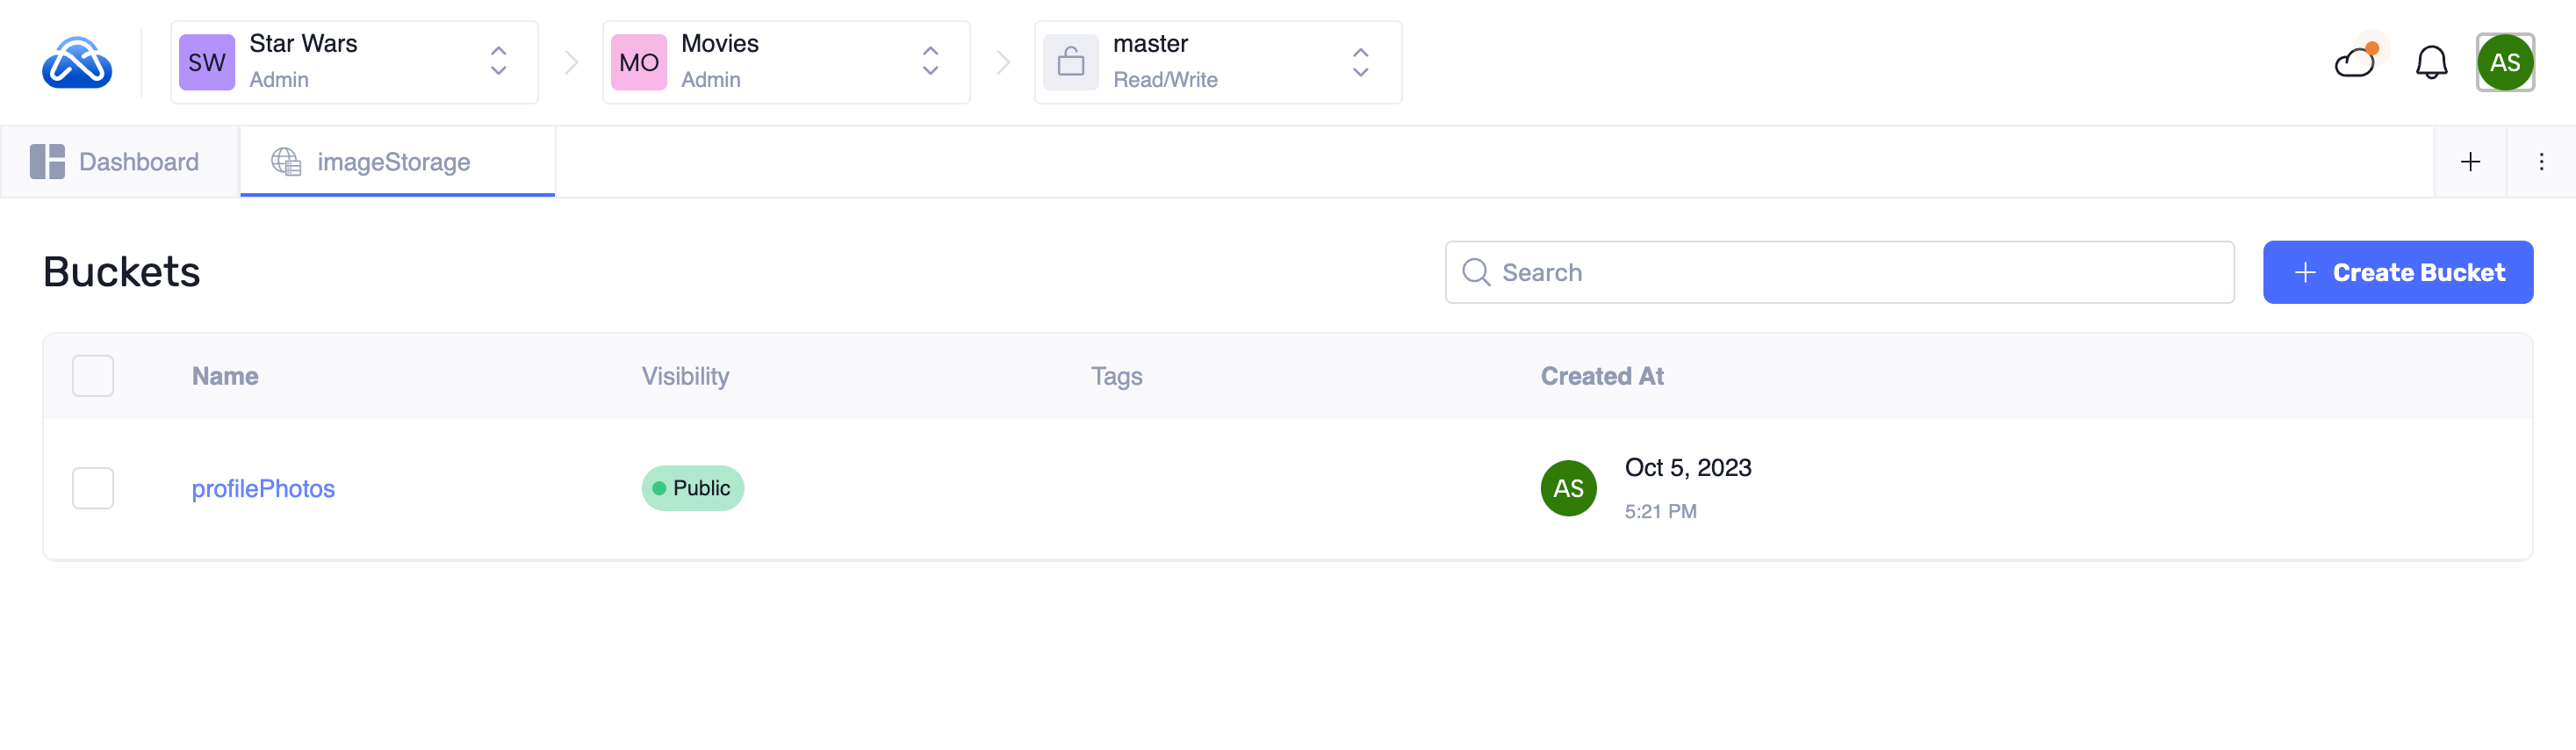 SW
Star Wars
Admin
MO
Movies
Admin
master
Read/Write
AS
Dashboard
imageStorage
Buckets
Search
Create Bucket
Name
Visibility
Tags
Created At
profilePhotos
Public
AS
Oct 5, 2023
5:21 PM